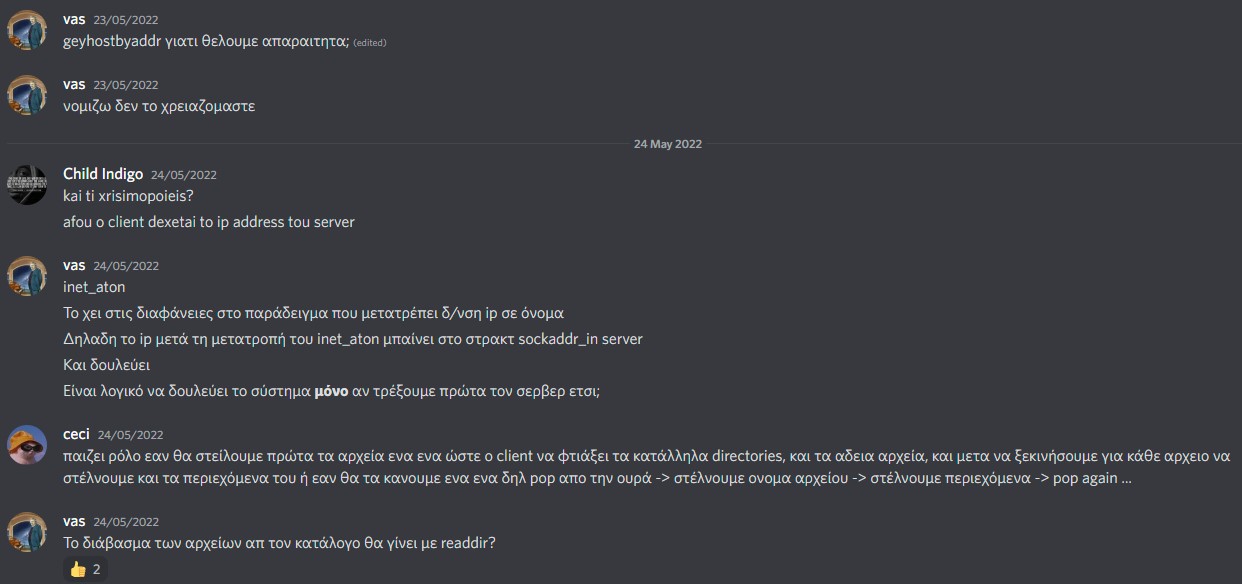 vas 23/05/2022
geyhostbyaddr γιατι θελουμε απαραιτητα; (edited)
vas 23/05/2022
νομιζω δεν το χρειαζομαστε
24 May 2022
Child Indigo 24/05/2022
kai ti xrisimopoieis?
afou o client dexetai to ip address tou server
vas 24/05/2022
inet_aton
Το χει στις διαφάνειες στο παράδειγμα που μετατρέπει δ/νση ip σε όνομα
Δηλαδη το ip μετά τη μετατροπή του inet_aton μπαίνει στο στρακτ sockaddr_in server
Και δουλεύει
Είναι λογικό να δουλεύει το σύστημα μόνο αν τρέξουμε πρώτα τον σερβερ ετσι;
ceci 24/05/2022
παιζει ρόλο εαν θα στείλουμε πρώτα τα αρχεία ενα ενα ώστε ο client να φτιάξει τα κατάλληλα directories, και τα αδεια αρχεία, και μετα να ξεκινήσουμε για κάθε αρχειο να
στέλνουμε και τα περιεχόμενα του ή εαν θα τα κανουμε ενα ενα δηλ pop απο την ουρά -> στέλνουμε ονομα αρχείου -> στέλνουμε περιεχόμενα -> pop again ...
vas 24/05/2022
Το διάβασμα των αρχείων απ τον κατάλογο θα γίνει με readdir?
2